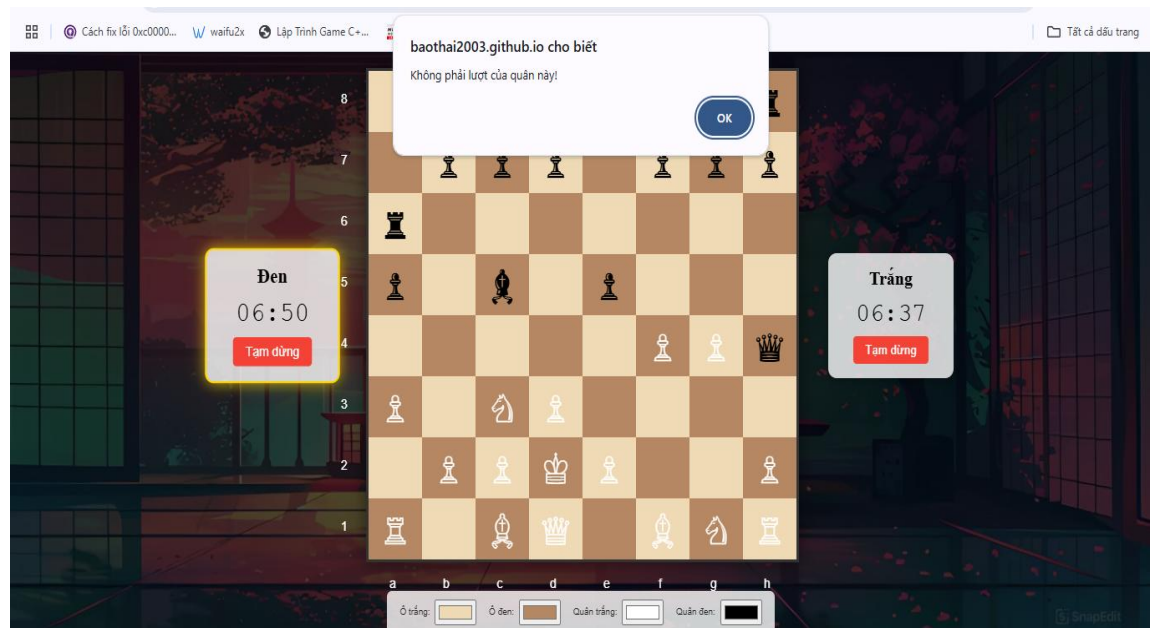 Cách fix lỗi 0xc0000...
waifu2x
Lập Trình Game C+...
Tất cả dấu trang
baothai2003.github.io cho biết
Không phải lượt của quân này!
OK
8
7
6
5
4
3
2
1
Đen
06:50
Tạm dừng
Trắng
06:37
Tạm dừng
a b c d e f g h
Ô trắng: Ô đen: Quân trắng: Quân đen:
SnapEdit